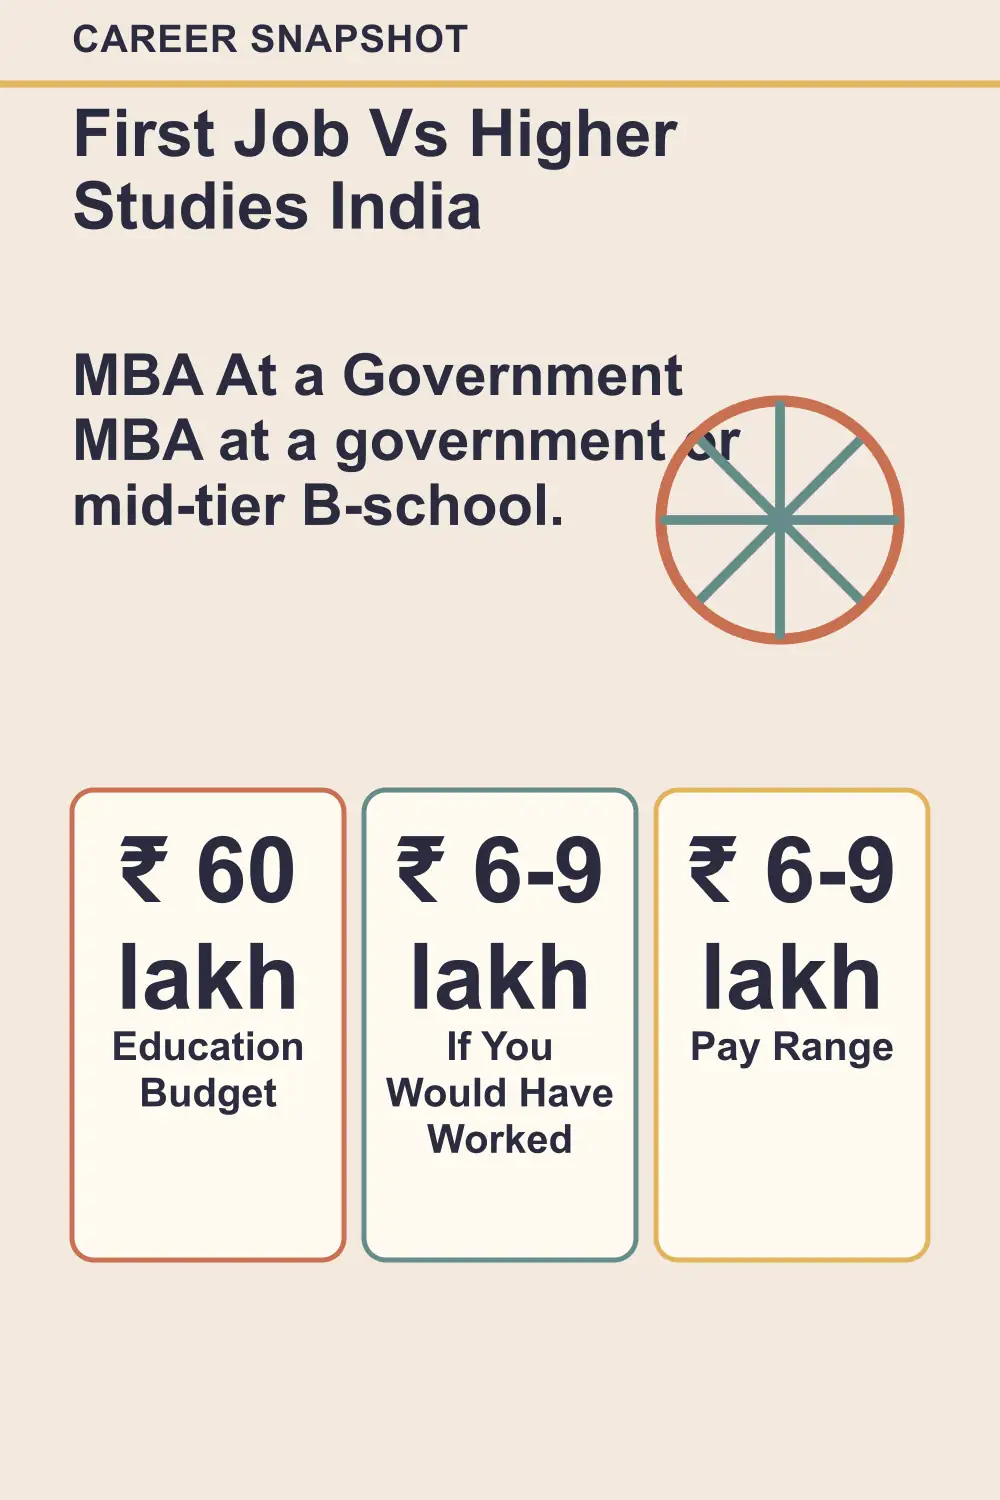 CAREER SNAPSHOT
First Job Vs Higher
Studies India
MBA At a Government
MBA at a government or
mid-tier B-school.
₹ 60
lakh
Education
Budget
₹ 6-9
lakh
If You
Would Have
Worked
₹ 6-9
lakh
Pay Range